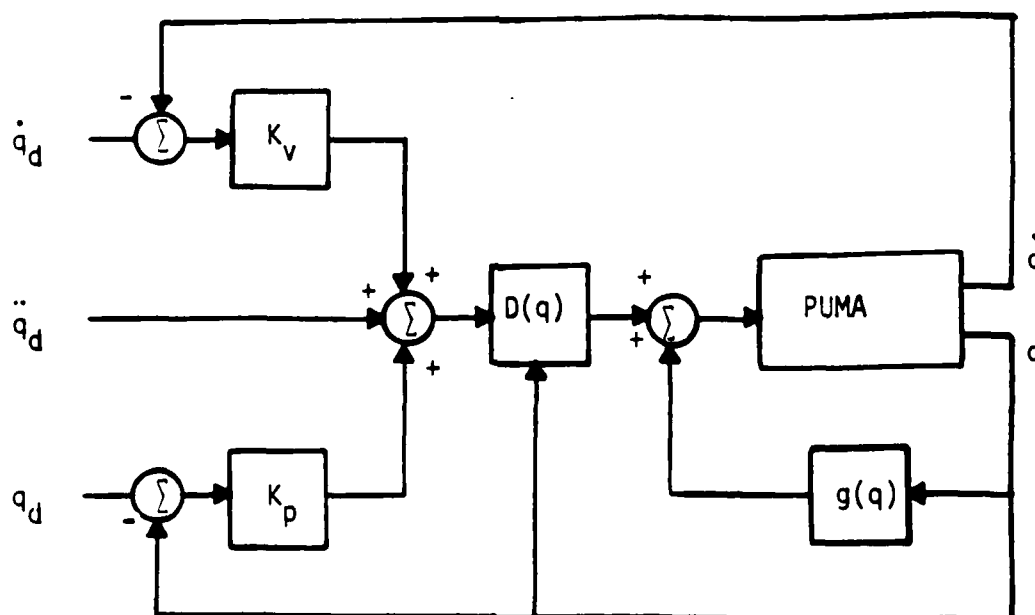 -
q̇d
Σ
Kv
+
+
q̈d
Σ
+
D(q)
+
+
Σ
PUMA
qd
Σ
-
Kp
g(q)